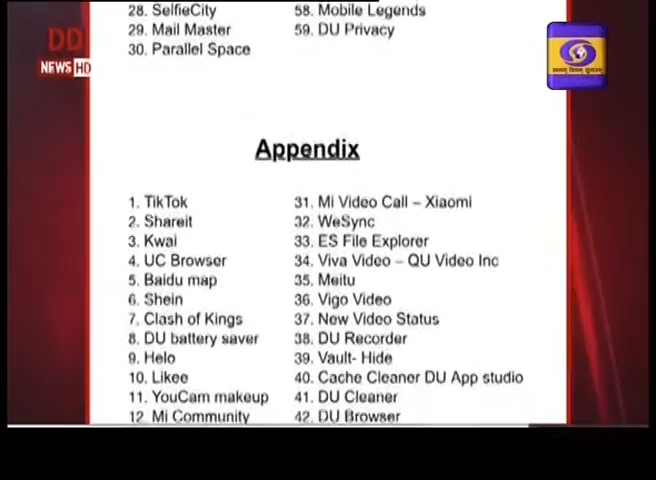 DD
NEWS HD
28. SelfieCity
29. Mail Master
30. Parallel Space
58. Mobile Legends
59. DU Privacy
Appendix
1. TikTok
2. Shareit
3. Kwai
4. UC Browser
5. Baidu map
6. Shein
7. Clash of Kings
8. DU battery saver
9. Helo
10. Likee
11. YouCam makeup
12. Mi Community
31. Mi Video Call – Xiaomi
32. WeSync
33. ES File Explorer
34. Viva Video – QU Video Inc
35. Meitu
36. Vigo Video
37. New Video Status
38. DU Recorder
39. Vault- Hide
40. Cache Cleaner DU App studio
41. DU Cleaner
42. DU Browser